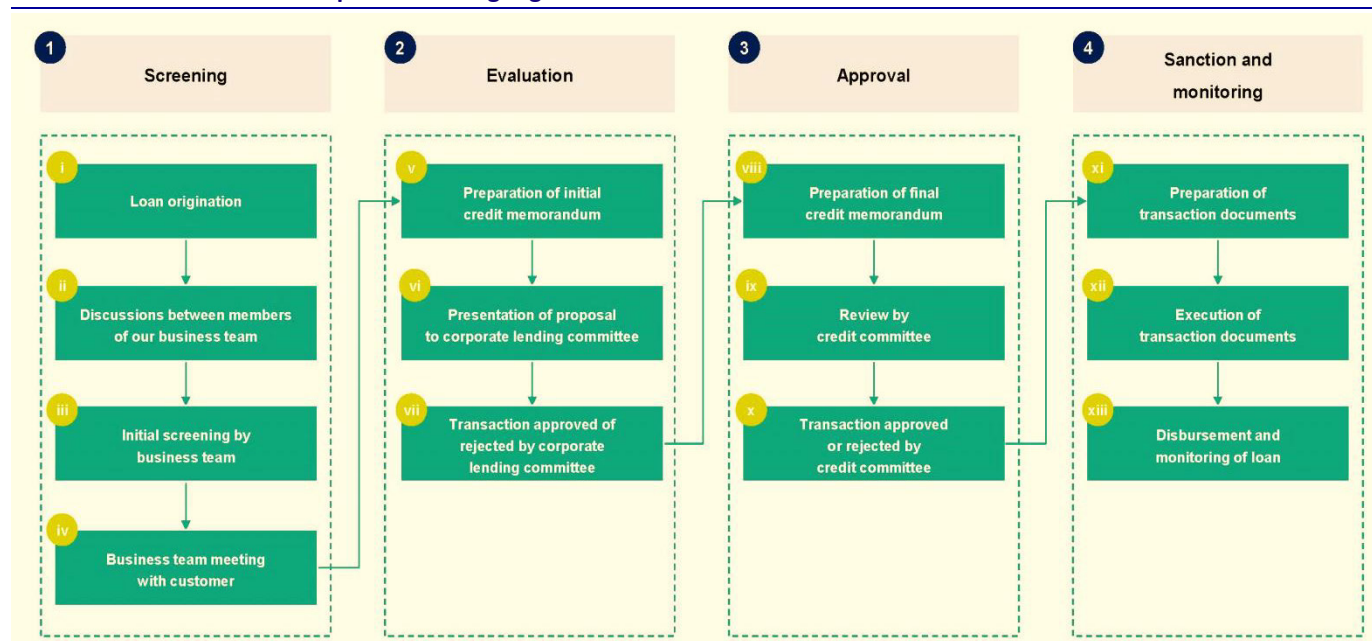 1
Screening
i
Loan origination
ii
Discussions between members
of our business team
iii
Initial screening by
business team
iv
Business team meeting
with customer
2
Evaluation
v
Preparation of initial
credit memorandum
vi
Presentation of proposal
to corporate lending committee
vii
Transaction approved of
rejected by corporate
lending committee
3
Approval
viii
Preparation of final
credit memorandum
ix
Review by
credit committee
x
Transaction approved
or rejected by
credit committee
4
Sanction and
monitoring
xi
Preparation of
transaction documents
xii
Execution of
transaction documents
xiii
Disbursement and
monitoring of loan